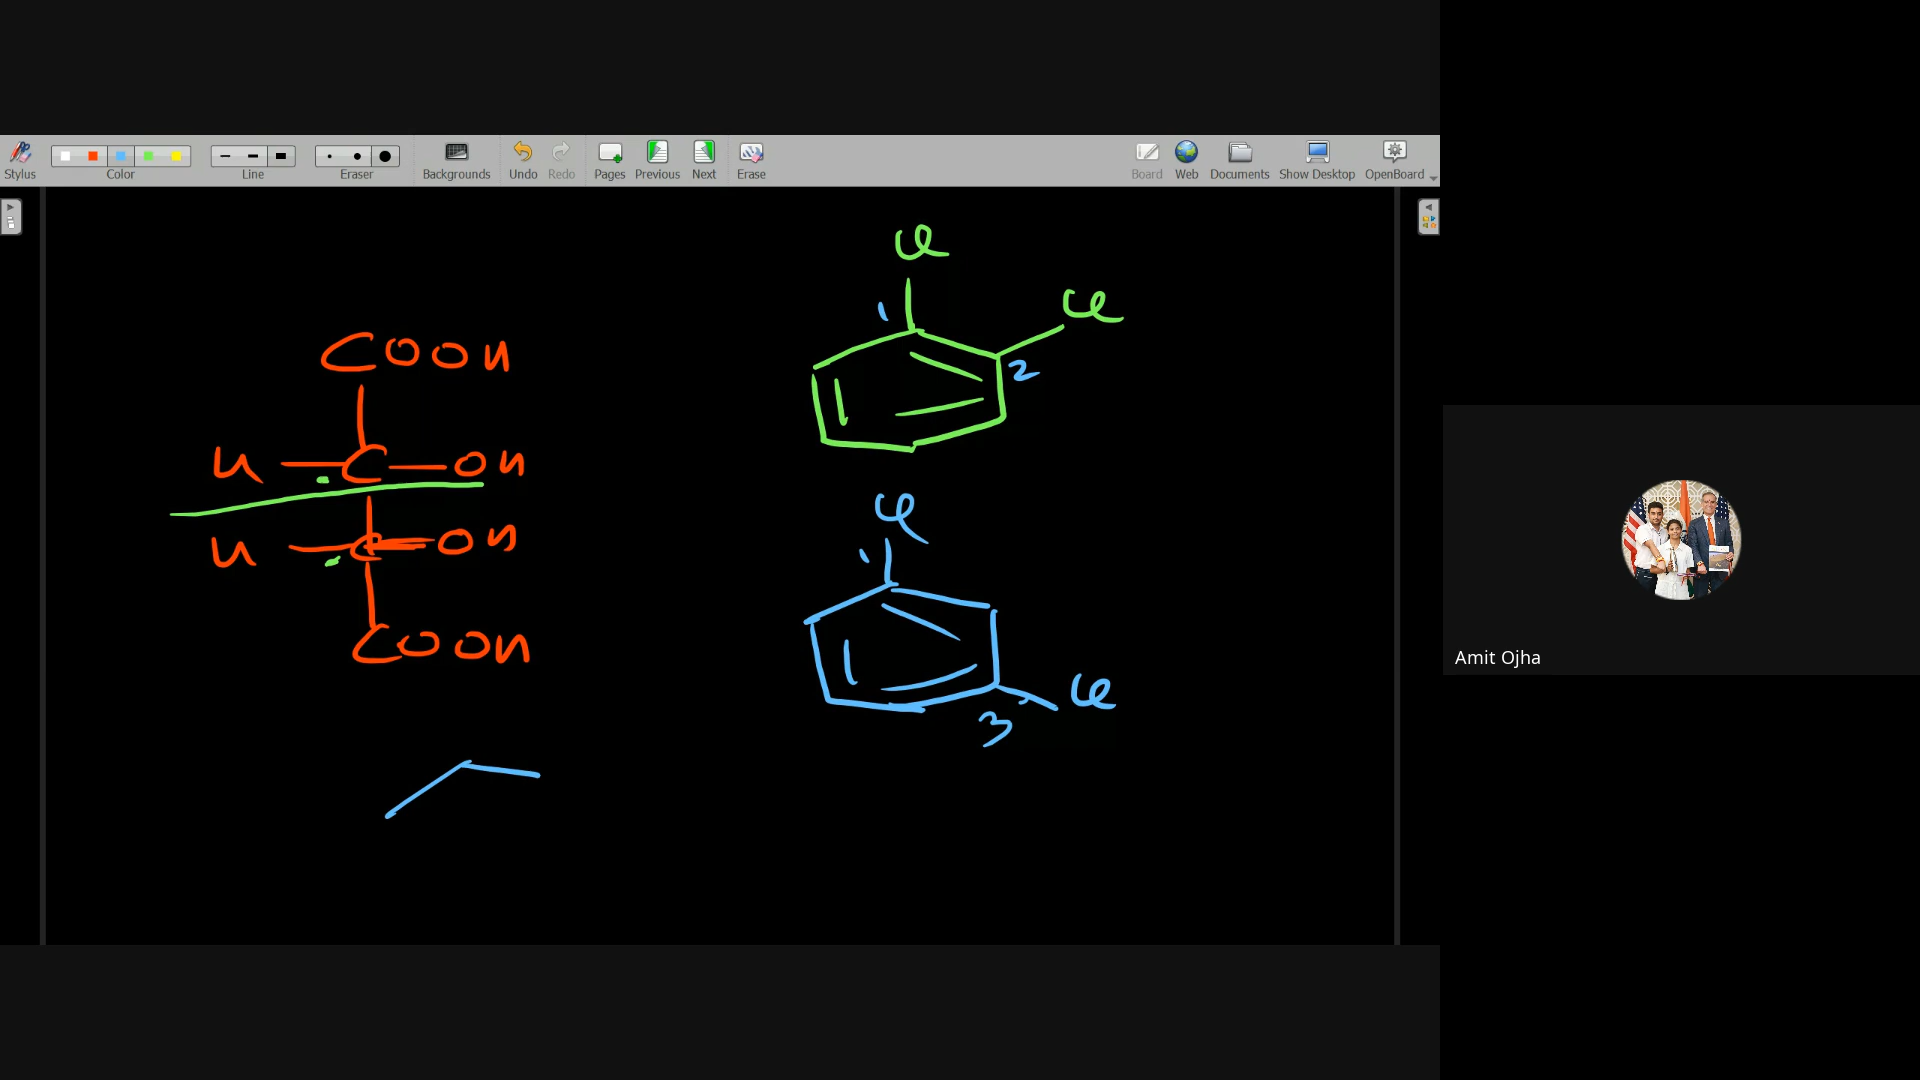 Stylus Color Line Eraser Backgrounds Undo Redo Pages Previous Next Erase Board Web Documents Show Desktop OpenBoard
Cl
Cl
1
2
COOH
H C OH
H C OH
COOH
Cl
1
Cl
3
Amit Ojha